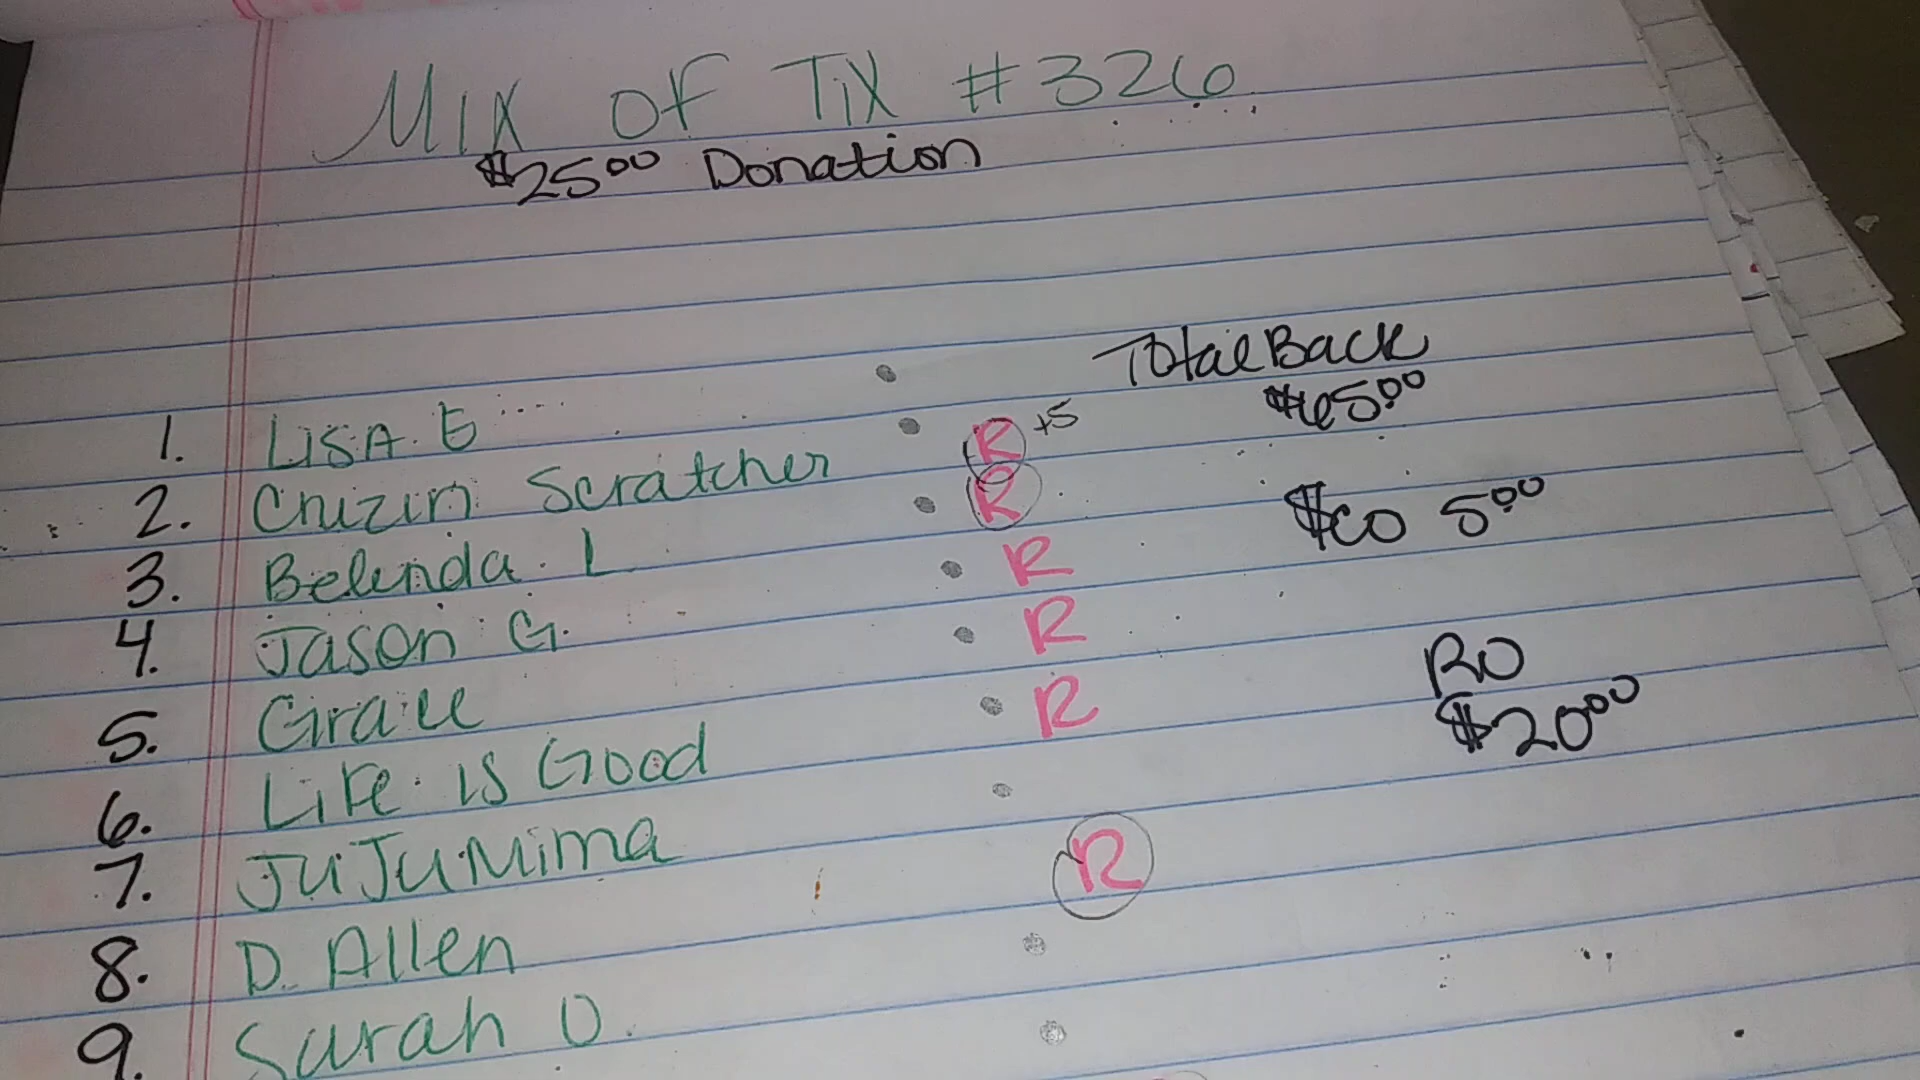 Mix of Tix #326
$25.00 Donation
Total Back
$65.00
1. Lisa E R +5
2. Cruzin Scratcher R
$60 5.00
3. Belinda L R
4. Jason G. R
RO
$20.00
5. Grace R
6. Life is Good
7. JuJuMima R
8. D. Allen
9. Sarah O.